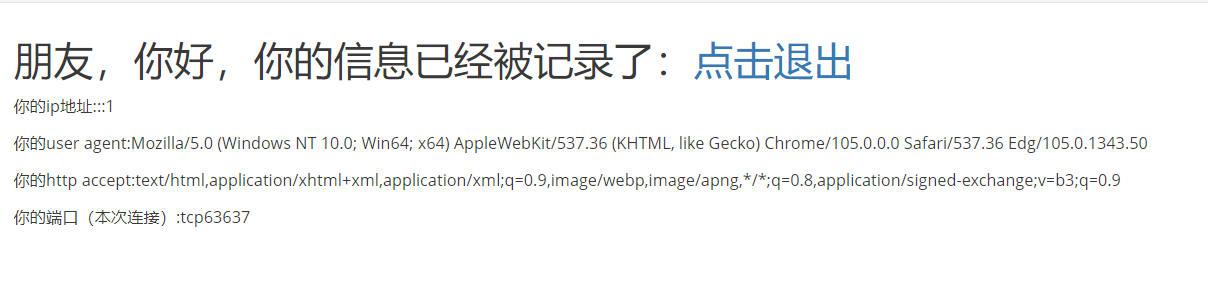 朋友，你好，你的信息已经被记录了：点击退出
你的ip地址:::1
你的user agent:Mozilla/5.0 (Windows NT 10.0; Win64; x64) AppleWebKit/537.36 (KHTML, like Gecko) Chrome/105.0.0.0 Safari/537.36 Edg/105.0.1343.50
你的http accept:text/html,application/xhtml+xml,application/xml;q=0.9,image/webp,image/apng,*/*;q=0.8,application/signed-exchange;v=b3;q=0.9
你的端口（本次连接）:tcp63637